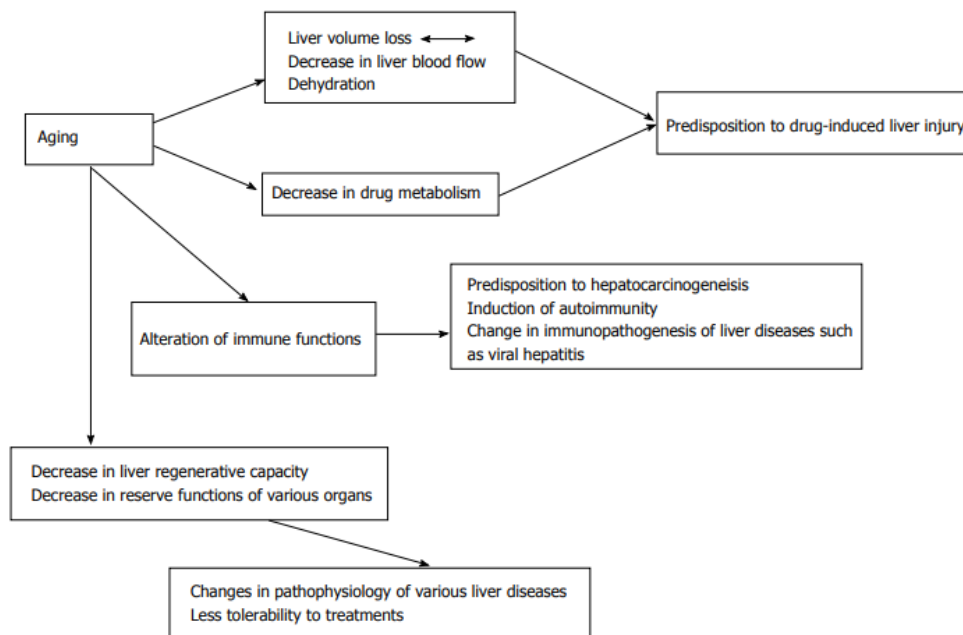 Liver volume loss
Decrease in liver blood flow
Dehydration
Aging
Predisposition to drug-induced liver injury
Decrease in drug metabolism
Predisposition to hepatocarcinogeneisis
Induction of autoimmunity
Change in immunopathogenesis of liver diseases such
as viral hepatitis
Alteration of immune functions
Decrease in liver regenerative capacity
Decrease in reserve functions of various organs
Changes in pathophysiology of various liver diseases
Less tolerability to treatments